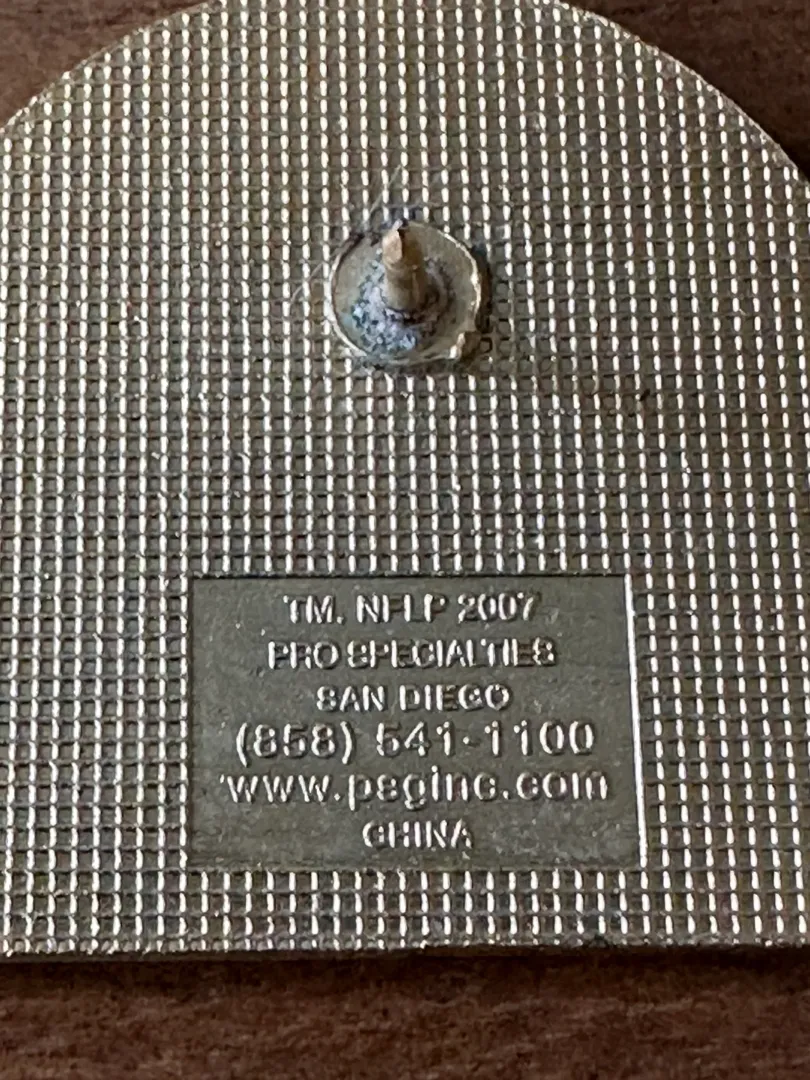 TM. NFLP 2007
PRO SPECIALTIES
SAN DIEGO
(858) 541-1100
www.psginc.com
CHINA